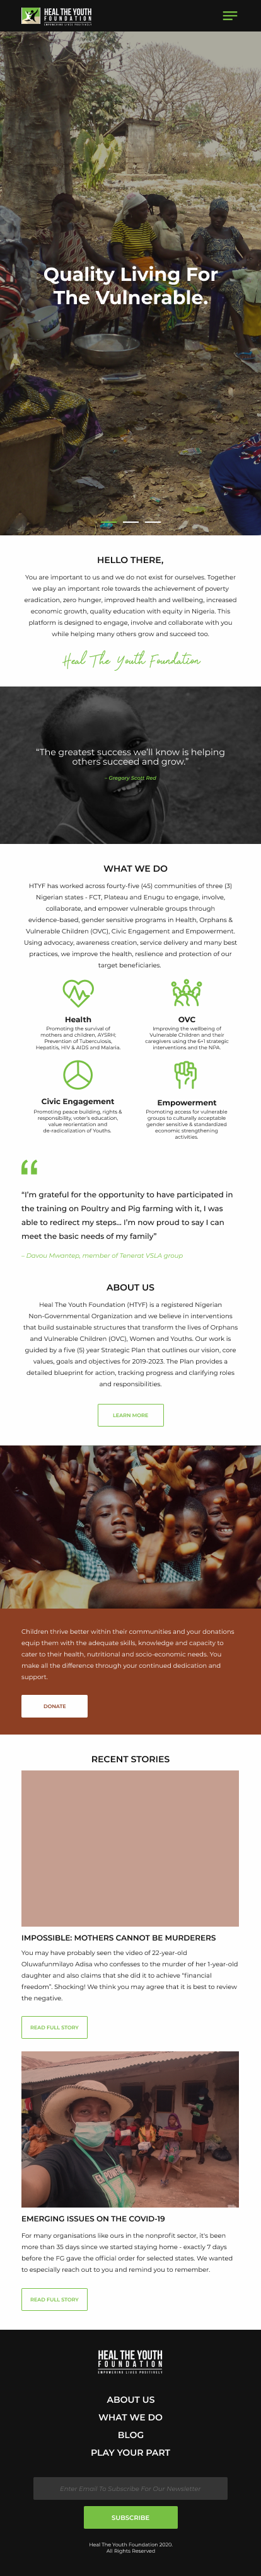 HEAL THE YOUTH
FOUNDATION
EMPOWERING LIVES POSITIVELY
Quality Living For
The Vulnerable.
HELLO THERE,
You are important to us and we do not exist for ourselves. Together
we play an important role towards the achievement of poverty
eradication, zero hunger, improved health and wellbeing, increased
economic growth, quality education with equity in Nigeria. This
platform is designed to engage, involve and collaborate with you
while helping many others grow and succeed too.
Heal The Youth Foundation
“The greatest success we’ll know is helping
others succeed and grow.”
- Gregory Scott Red
WHAT WE DO
HTYF has worked across fourty-five (45) communities of three (3)
Nigerian states - FCT, Plateau and Enugu to engage, involve,
collaborate, and empower vulnerable groups through
evidence-based, gender sensitive programs in Health, Orphans &
Vulnerable Children (OVC), Civic Engagement and Empowerment.
Using advocacy, awareness creation, service delivery and many best
practices, we improve the health, resilience and protection of our
target beneficiaries.
Health
Promoting the survival of
mothers and children, AYSRH,
Prevention of Tuberculosis,
Hepatitis, HIV & AIDS and Malaria.
OVC
Improving the wellbeing of
Vulnerable Children and their
caregivers using the 6+1 strategic
interventions and the NPA.
Civic Engagement
Promoting peace building, rights &
responsibility, voter’s education,
value reorientation and
de-radicalization of Youths.
Empowerment
Promoting access for vulnerable
groups to culturally acceptable
gender sensitive & standardized
economic strengthening
activities.
“I’m grateful for the opportunity to have participated in
the training on Poultry and Pig farming with it, I was
able to redirect my steps... I’m now proud to say I can
meet the basic needs of my family”
– Davou Mwantep, member of Tenerat VSLA group
ABOUT US
Heal The Youth Foundation (HTYF) is a registered Nigerian
Non-Governmental Organization and we believe in interventions
that build sustainable structures that transform the lives of Orphans
and Vulnerable Children (OVC), Women and Youths. Our work is
guided by a five (5) year Strategic Plan that outlines our vision, core
values, goals and objectives for 2019-2023. The Plan provides a
detailed blueprint for action, tracking progress and clarifying roles
and responsibilities.
LEARN MORE
Children thrive better within their communities and your donations
equip them with the adequate skills, knowledge and capacity to
cater to their health, nutritional and socio-economic needs. You
make all the difference through your continued dedication and
support.
DONATE
RECENT STORIES
IMPOSSIBLE: MOTHERS CANNOT BE MURDERERS
You may have probably seen the video of 22-year-old
Oluwafunmilayo Adisa who confesses to the murder of her 1-year-old
daughter and also claims that she did it to achieve “financial
freedom”. Shocking! We think you may agree that it is best to review
the negative.
READ FULL STORY
EMERGING ISSUES ON THE COVID-19
For many organisations like ours in the nonprofit sector, it’s been
more than 35 days since we started staying home - exactly 7 days
before the FG gave the official order for selected states. We wanted
to especially reach out to you and remind you to remember.
READ FULL STORY
HEAL THE YOUTH
FOUNDATION
EMPOWERING LIVES POSITIVELY
ABOUT US
WHAT WE DO
BLOG
PLAY YOUR PART
Enter Email To Subscribe For Our Newsletter
SUBSCRIBE
Heal The Youth Foundation 2020.
All Rights Reserved